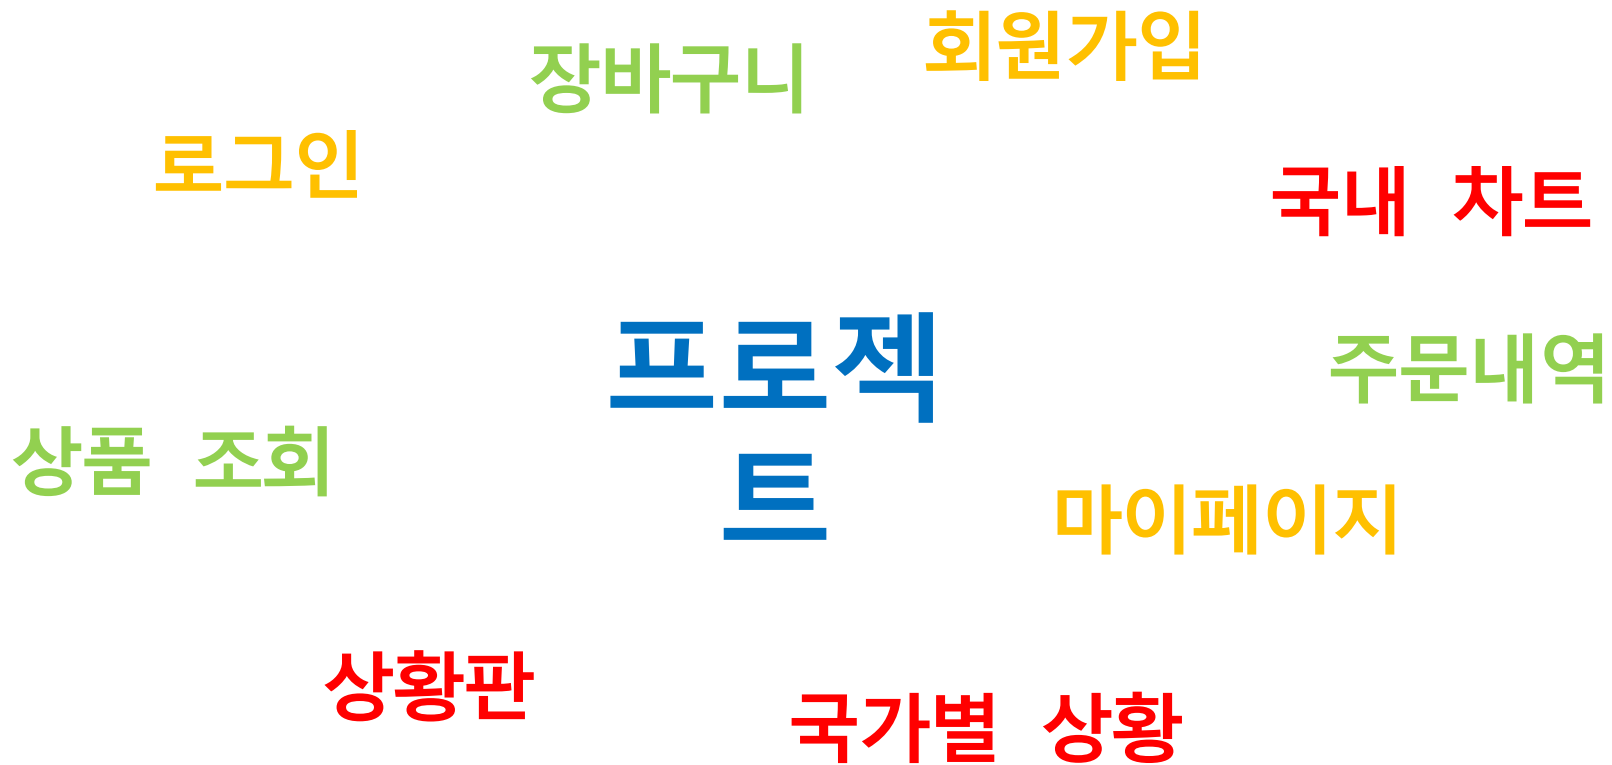 회원가입
장바구니
로그인
국내 차트
프로젝
트
주문내역
상품 조회
마이페이지
상황판
국가별 상황